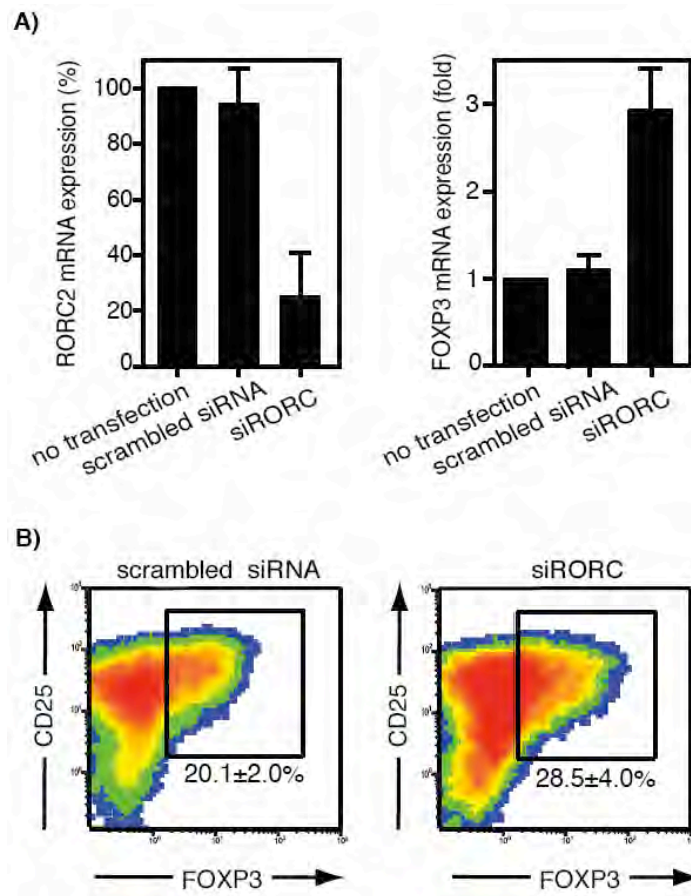 A)
RORC2 mRNA expression (%)
100
80
60
40
20
0
no transfection
scrambled siRNA
siRORC
FOXP3 mRNA expression (fold)
3
2
1
0
no transfection
scrambled siRNA
siRORC
B)
scrambled siRNA
CD25
20.1±2.0%
FOXP3
siRORC
CD25
28.5±4.0%
FOXP3